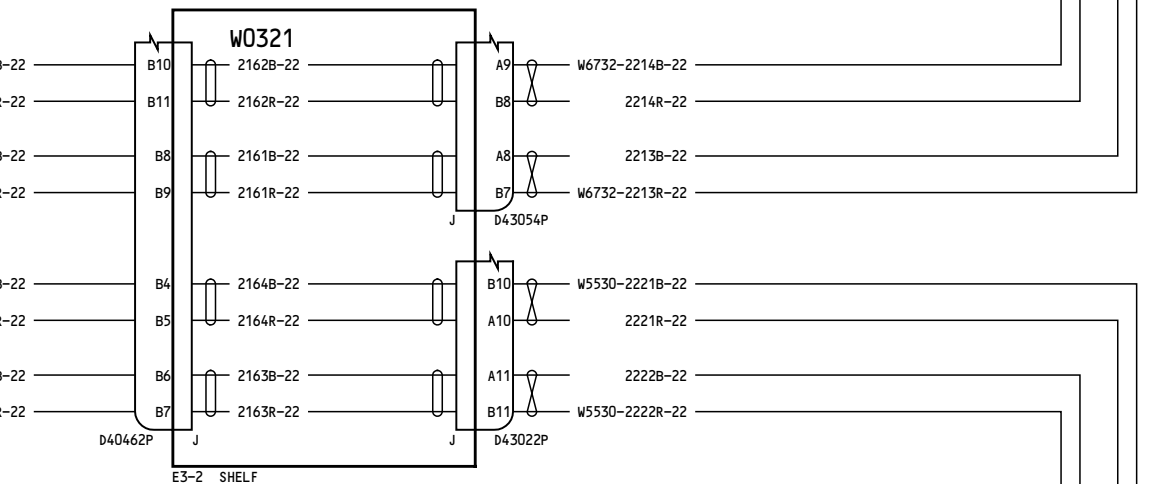 W0321
B-22 B10 2162B-22 A9 W6732-2214B-22
R-22 B11 2162R-22 B8 2214R-22
B-22 B8 2161B-22 A8 2213B-22
R-22 B9 2161R-22 B7 W6732-2213R-22
J D43054P
B-22 B4 2164B-22 B10 W5530-2221B-22
R-22 B5 2164R-22 A10 2221R-22
B-22 B6 2163B-22 A11 2222B-22
R-22 B7 2163R-22 B11 W5530-2222R-22
D40462P J J D43022P
E3-2 SHELF